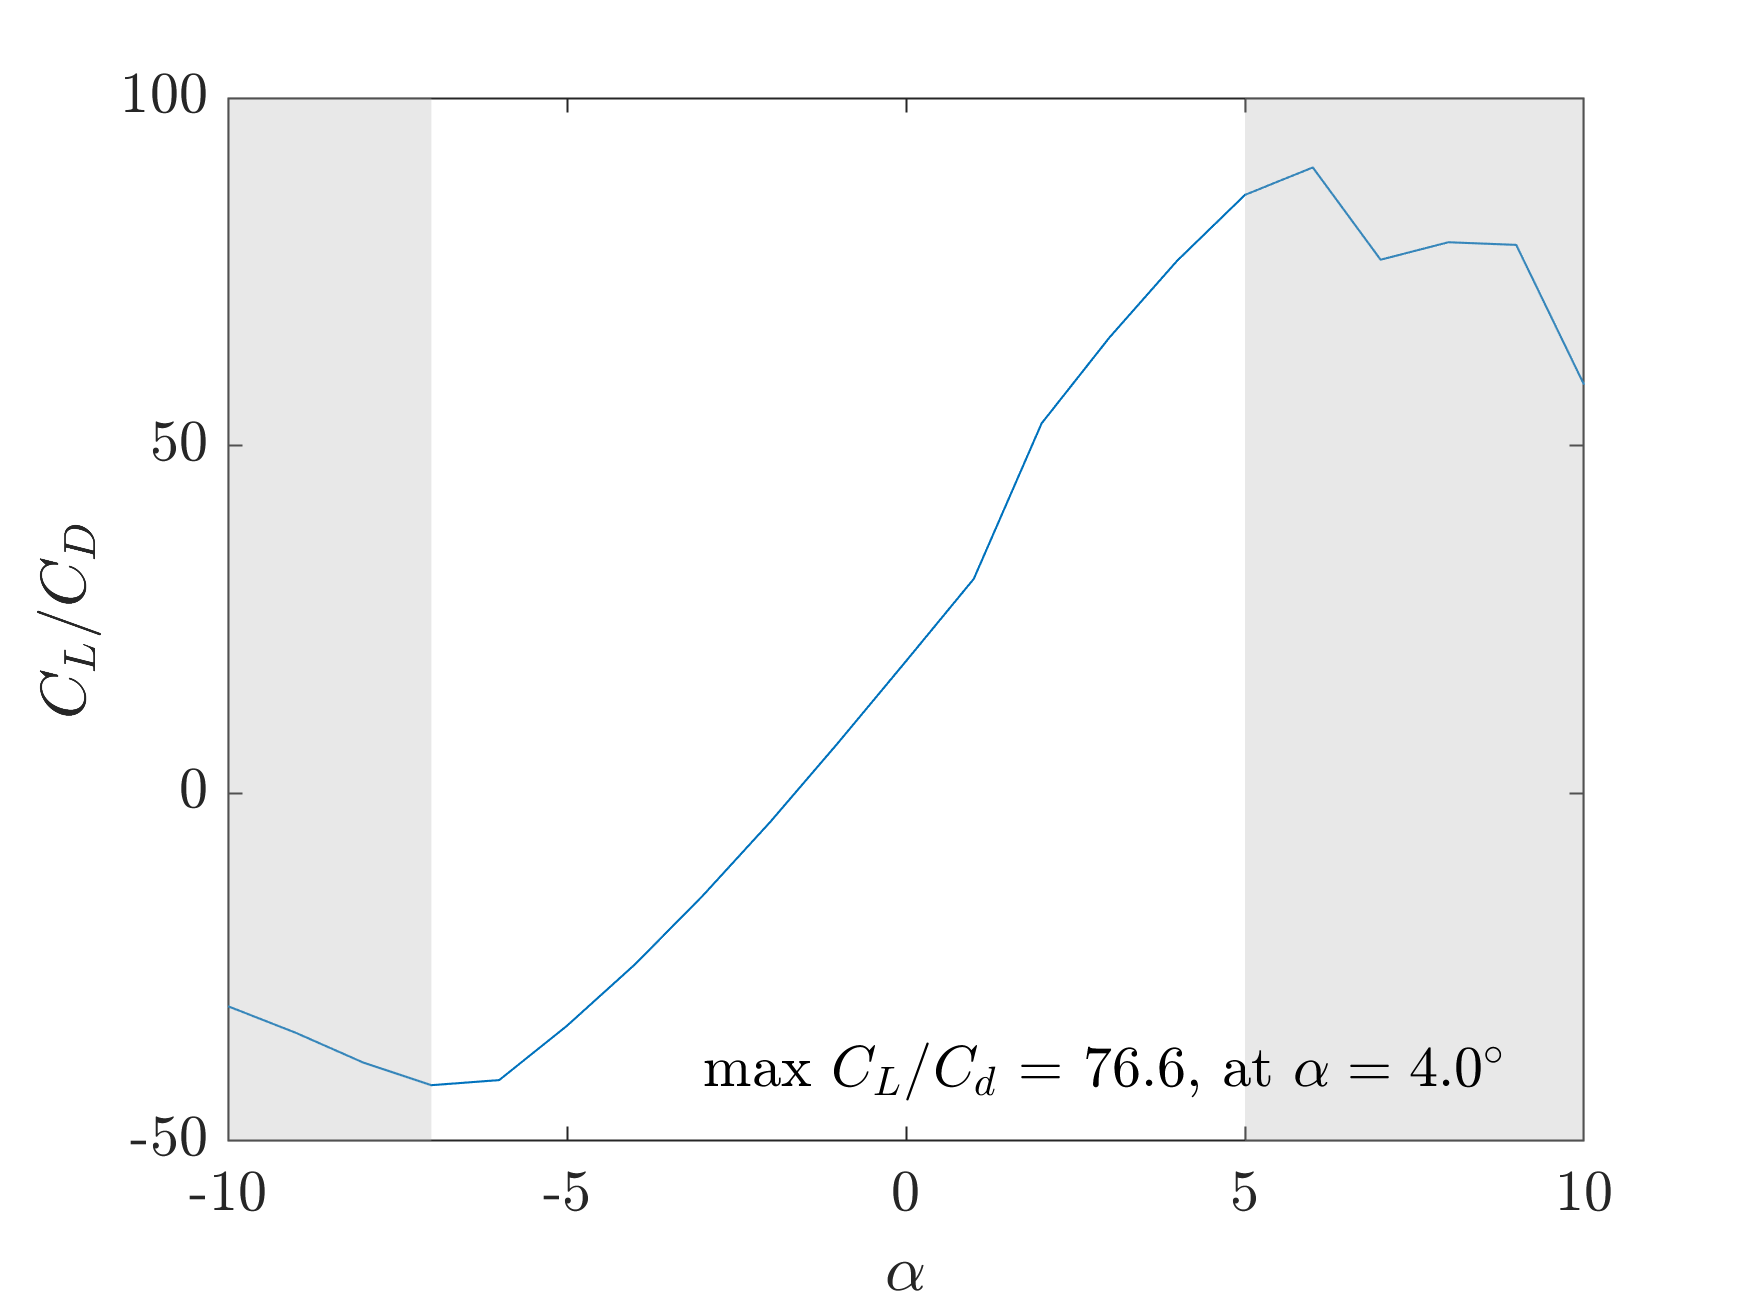 100
50
0
-50
C_L/C_D
max C_L/C_d = 76.6, at α = 4.0°
-10 -5 0 5 10
α